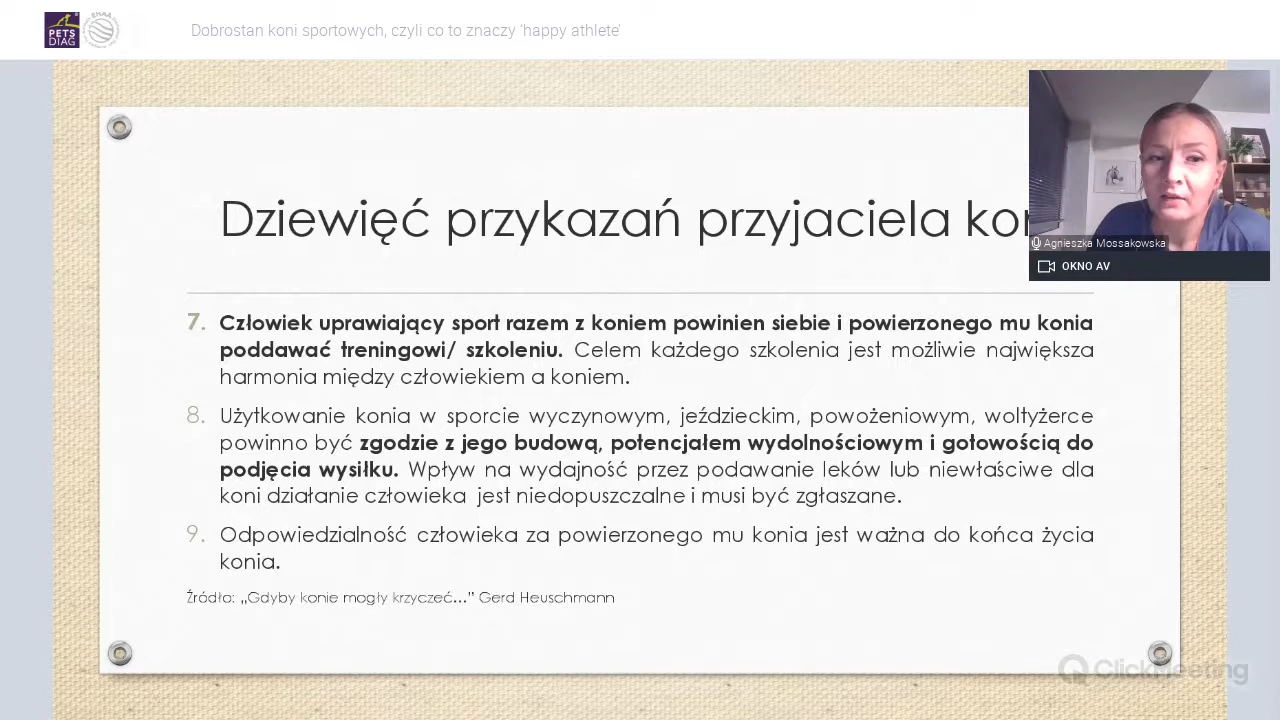 PETS
DIAG
Dobrostan koni sportowych, czyli co to znaczy 'happy athlete'
Dziewięć przykazań przyjaciela
Agnieszka Mossakowska
OKNO AV
7. Człowiek uprawiający sport razem z koniem powinien siebie i powierzonego mu konia
poddawać treningowi/ szkoleniu. Celem każdego szkolenia jest możliwie największa
harmonia między człowiekiem a koniem.
8. Użytkowanie konia w sporcie wyczynowym, jeździeckim, powożeniowym, woltyżerce
powinno być zgodzie z jego budową, potencjałem wydolnościowym i gotowością do
podjęcia wysiłku. Wpływ na wydajność przez podawanie leków lub niewłaściwe dla
koni działanie człowieka jest niedopuszczalne i musi być zgłaszane.
9. Odpowiedzialność człowieka za powierzonego mu konia jest ważna do końca życia
konia.
Źródło: „Gdyby konie mogły krzyczeć…” Gerd Heuschmann
ClickMeeting